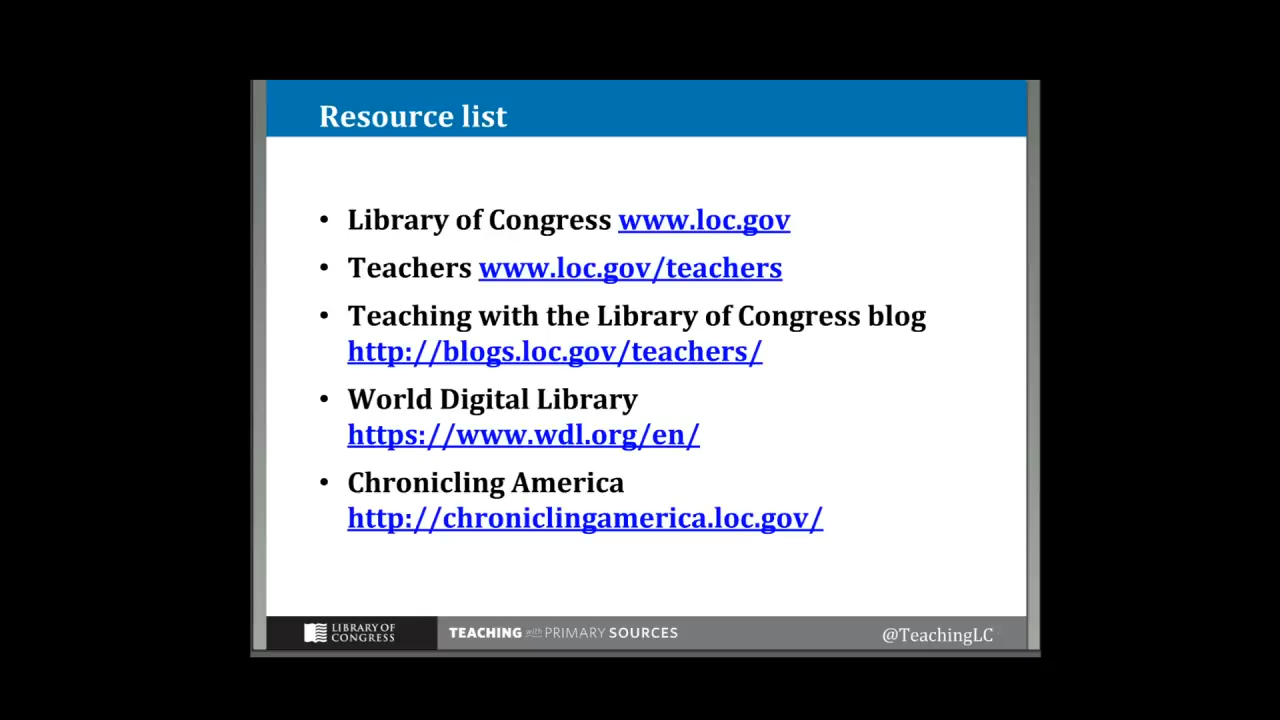 Resource list
• Library of Congress www.loc.gov
• Teachers www.loc.gov/teachers
• Teaching with the Library of Congress blog
http://blogs.loc.gov/teachers/
• World Digital Library
https://www.wdl.org/en/
• Chronicling America
http://chroniclingamerica.loc.gov/
LIBRARY OF
CONGRESS
TEACHING with PRIMARY SOURCES
@TeachingLC